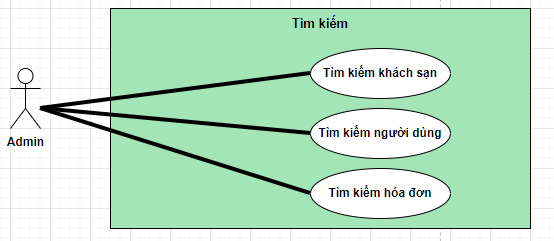 Tìm kiếm
Tìm kiếm khách sạn
Tìm kiếm người dùng
Admin
Tìm kiếm hóa đơn